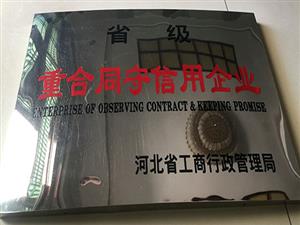 省级
重合同守信用企业
ENTERPRISE OF OBSERVING CONTRACT & KEEPING PROMISE
河北省工商行政管理局